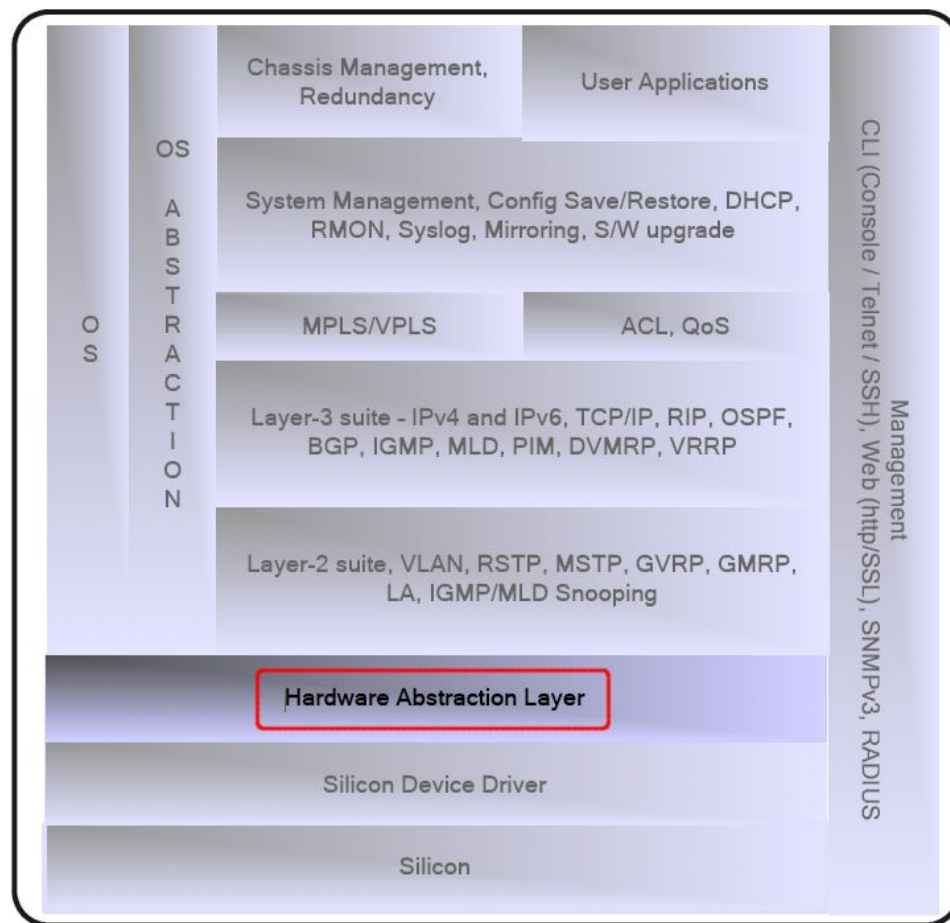 OS
OS ABSTRACTION
Chassis Management,
Redundancy
User Applications
System Management, Config Save/Restore, DHCP,
RMON, Syslog, Mirroring, S/W upgrade
MPLS/VPLS
ACL, QoS
Layer-3 suite - IPv4 and IPv6, TCP/IP, RIP, OSPF,
BGP, IGMP, MLD, PIM, DVMRP, VRRP
Layer-2 suite, VLAN, RSTP, MSTP, GVRP, GMRP,
LA, IGMP/MLD Snooping
Hardware Abstraction Layer
Silicon Device Driver
Silicon
Management
CLI (Console / Telnet / SSH), Web (http/SSL), SNMPv3, RADIUS